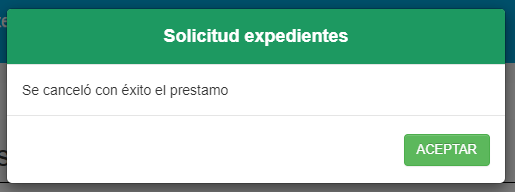 Solicitud expedientes
Se canceló con éxito el prestamo
ACEPTAR